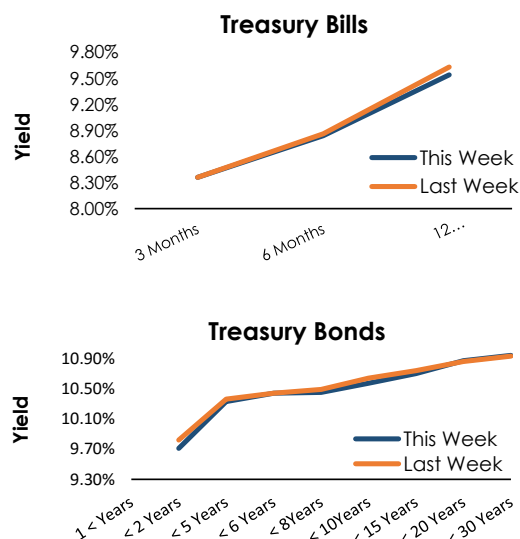 Treasury Bills
9.80%
9.50%
9.20%
8.90%
8.60%
8.30%
8.00%
Yield
This Week
Last Week
3 Months
6 Months
12...
Treasury Bonds
10.90%
10.50%
10.10%
9.70%
9.30%
Yield
This Week
Last Week
1 < Years
< 2 Years
< 5 Years
< 6 Years
< 8Years
< 10Years
< 15 Years
< 20 Years
< 30 Years